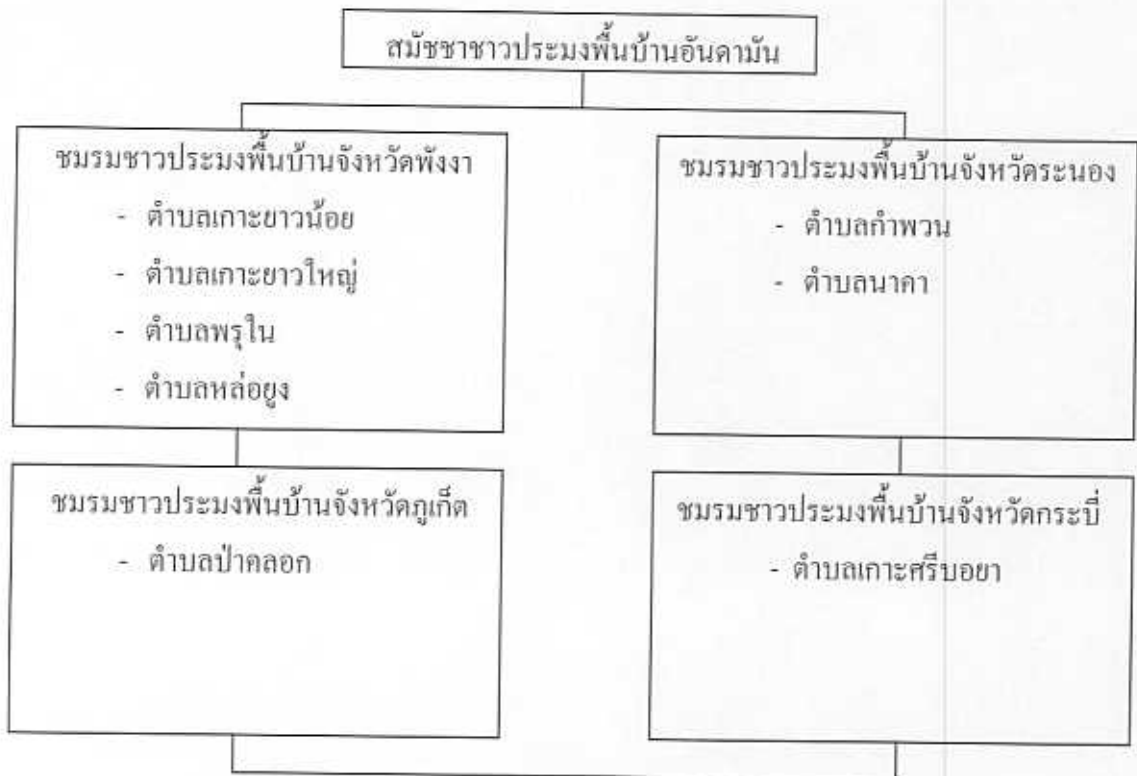 สมัชชาชาวประมงพื้นบ้านอันดามัน
ชมรมชาวประมงพื้นบ้านจังหวัดพังงา
- ตำบลเกาะยาวน้อย
- ตำบลเกาะยาวใหญ่
- ตำบลพรุใน
- ตำบลหล่อยูง
ชมรมชาวประมงพื้นบ้านจังหวัดระนอง
- ตำบลกำพวน
- ตำบลนาคา
ชมรมชาวประมงพื้นบ้านจังหวัดภูเก็ต
- ตำบลป่าคลอก
ชมรมชาวประมงพื้นบ้านจังหวัดกระบี่
- ตำบลเกาะศรีบอยา